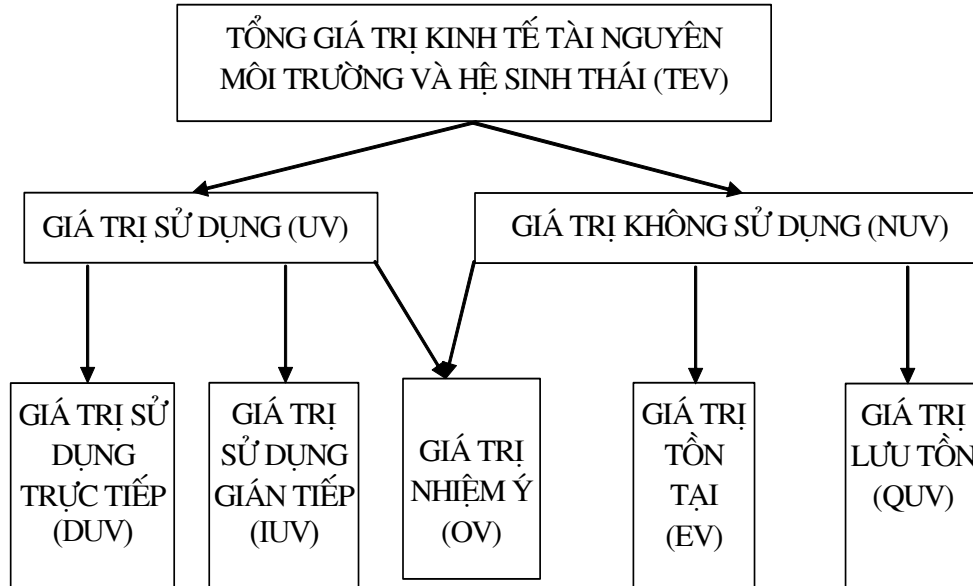 TỔNG GIÁ TRỊ KINH TẾ TÀI NGUYÊN
MÔI TRƯỜNG VÀ HỆ SINH THÁI (TEV)
GIÁ TRỊ SỬ DỤNG (UV)
GIÁ TRỊ KHÔNG SỬ DỤNG (NUV)
GIÁ TRỊ SỬ
DỤNG
TRỰC TIẾP
(DUV)
GIÁ TRỊ
SỬ DỤNG
GIÁN TIẾP
(IUV)
GIÁ TRỊ
NHIỆM Ý
(OV)
GIÁ TRỊ
TỒN
TẠI
(EV)
GIÁ TRỊ
LƯU TỒN
(QUV)